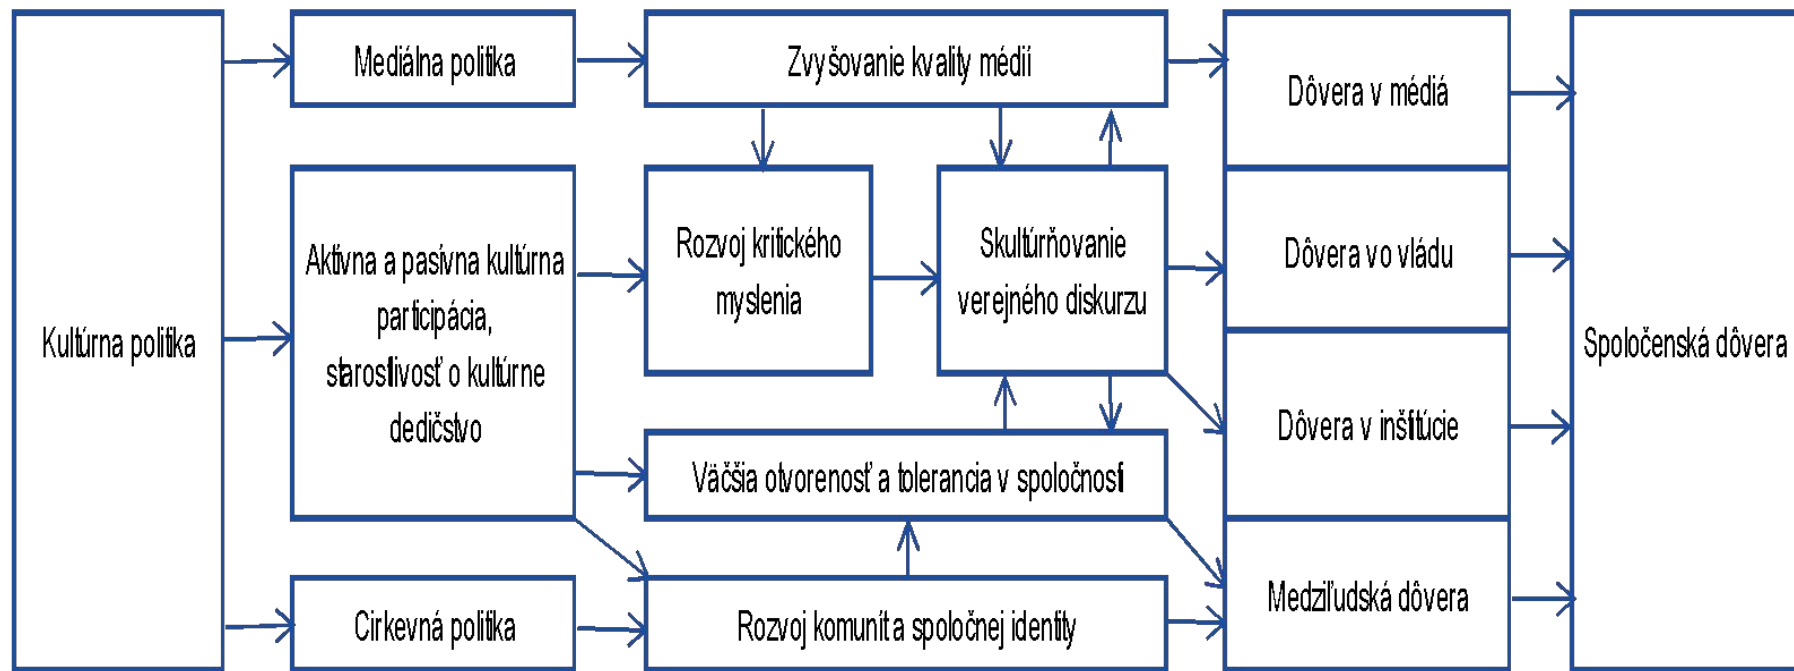 Kultúrna politika
Mediálna politika
Aktívna a pasívna kultúrna
participácia,
starostlivosť o kultúrne
dedičstvo
Cirkevná politika
Zvyšovanie kvality médií
Rozvoj kritického
myslenia
Skultúrňovanie
verejného diskurzu
Väčšia otvorenosť a tolerancia v spoločnosti
Rozvoj komunít a spoločnej identity
Dôvera v médiá
Dôvera vo vládu
Dôvera v inštitúcie
Medziľudská dôvera
Spoločenská dôvera